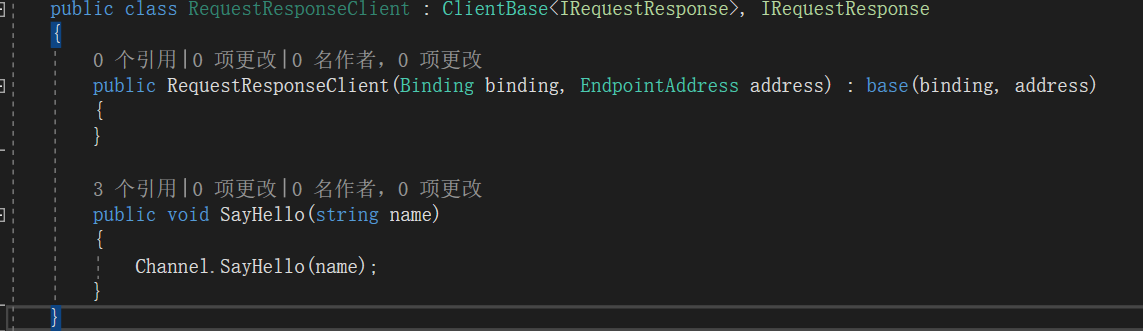 public class RequestResponseClient : ClientBase<IRequestResponse>, IRequestResponse
{
0 个引用|0 项更改|0 名作者，0 项更改
public RequestResponseClient(Binding binding, EndpointAddress address) : base(binding, address)
{
}
3 个引用|0 项更改|0 名作者，0 项更改
public void SayHello(string name)
{
Channel.SayHello(name);
}
}